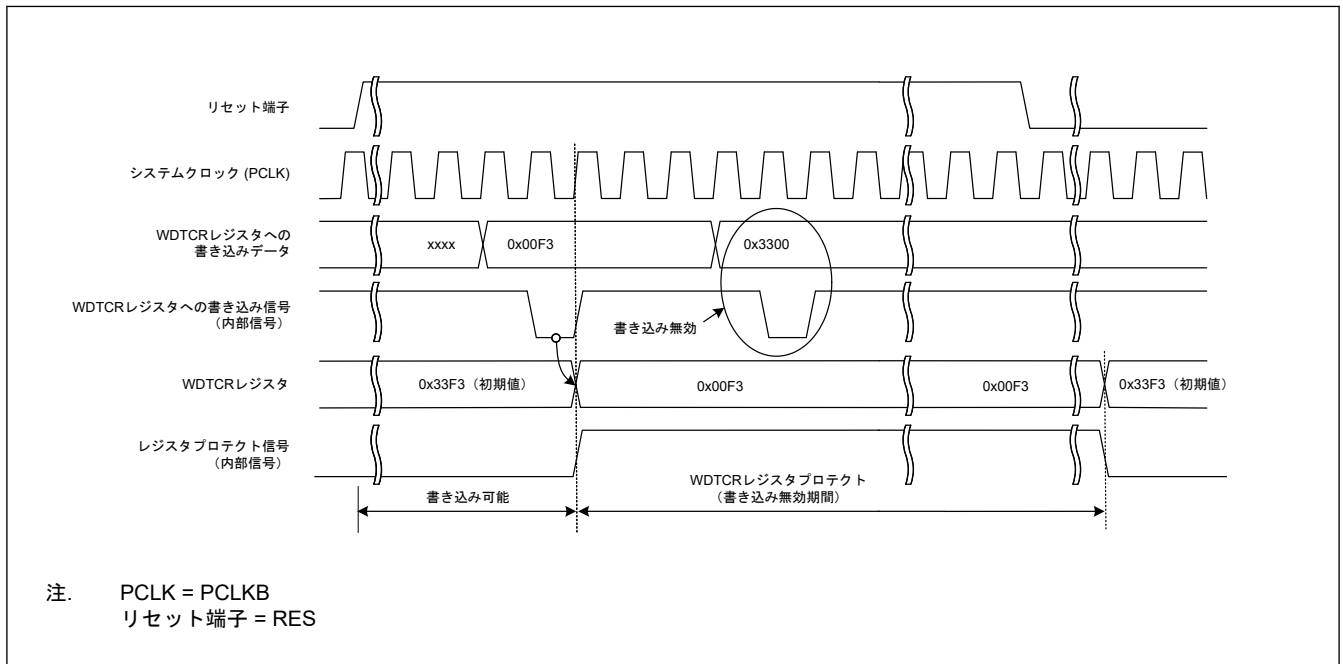 リセット端子
システムクロック (PCLK)
WDTCRレジスタへの
書き込みデータ
xxxx
0x00F3
0x3300
WDTCRレジスタへの書き込み信号
（内部信号）
書き込み無効
WDTCRレジスタ
0x33F3（初期値）
0x00F3
0x00F3
0x33F3（初期値）
レジスタプロテクト信号
（内部信号）
書き込み可能
WDTCRレジスタプロテクト
（書き込み無効期間）
注. PCLK = PCLKB
リセット端子 = RES